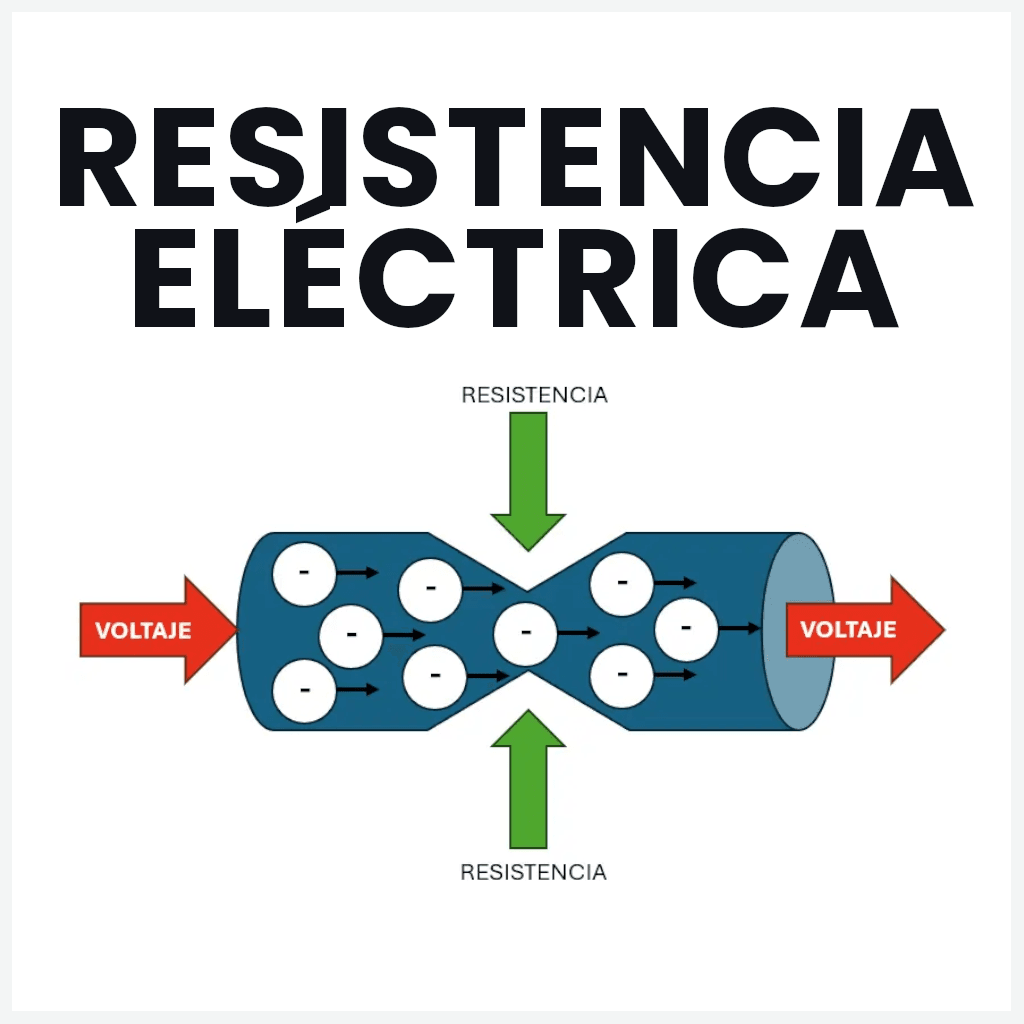 RESISTENCIA
ELÉCTRICA
RESISTENCIA
VOLTAJE
- - - - - - - - -
VOLTAJE
RESISTENCIA